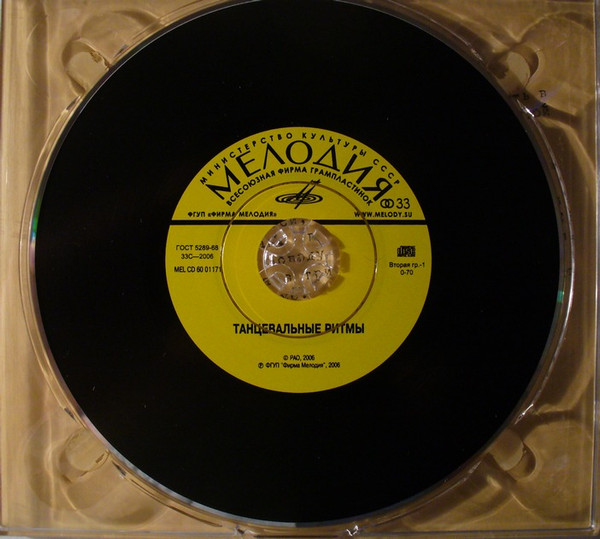 МИНИСТЕРСТВО КУЛЬТУРЫ СССР
МЕЛОДИЯ
ВСЕСОЮЗНАЯ ФИРМА ГРАМПЛАСТИНОК
33
ФГУП «ФИРМА МЕЛОДИЯ»
WWW.MELODY.SU
ГОСТ 5289-68
33С—2006
MEL CD 60 01171
Вторая гр.-1
0-70
ТАНЦЕВАЛЬНЫЕ РИТМЫ
© РАО, 2006
℗ ФГУП "Фирма Мелодия", 2006